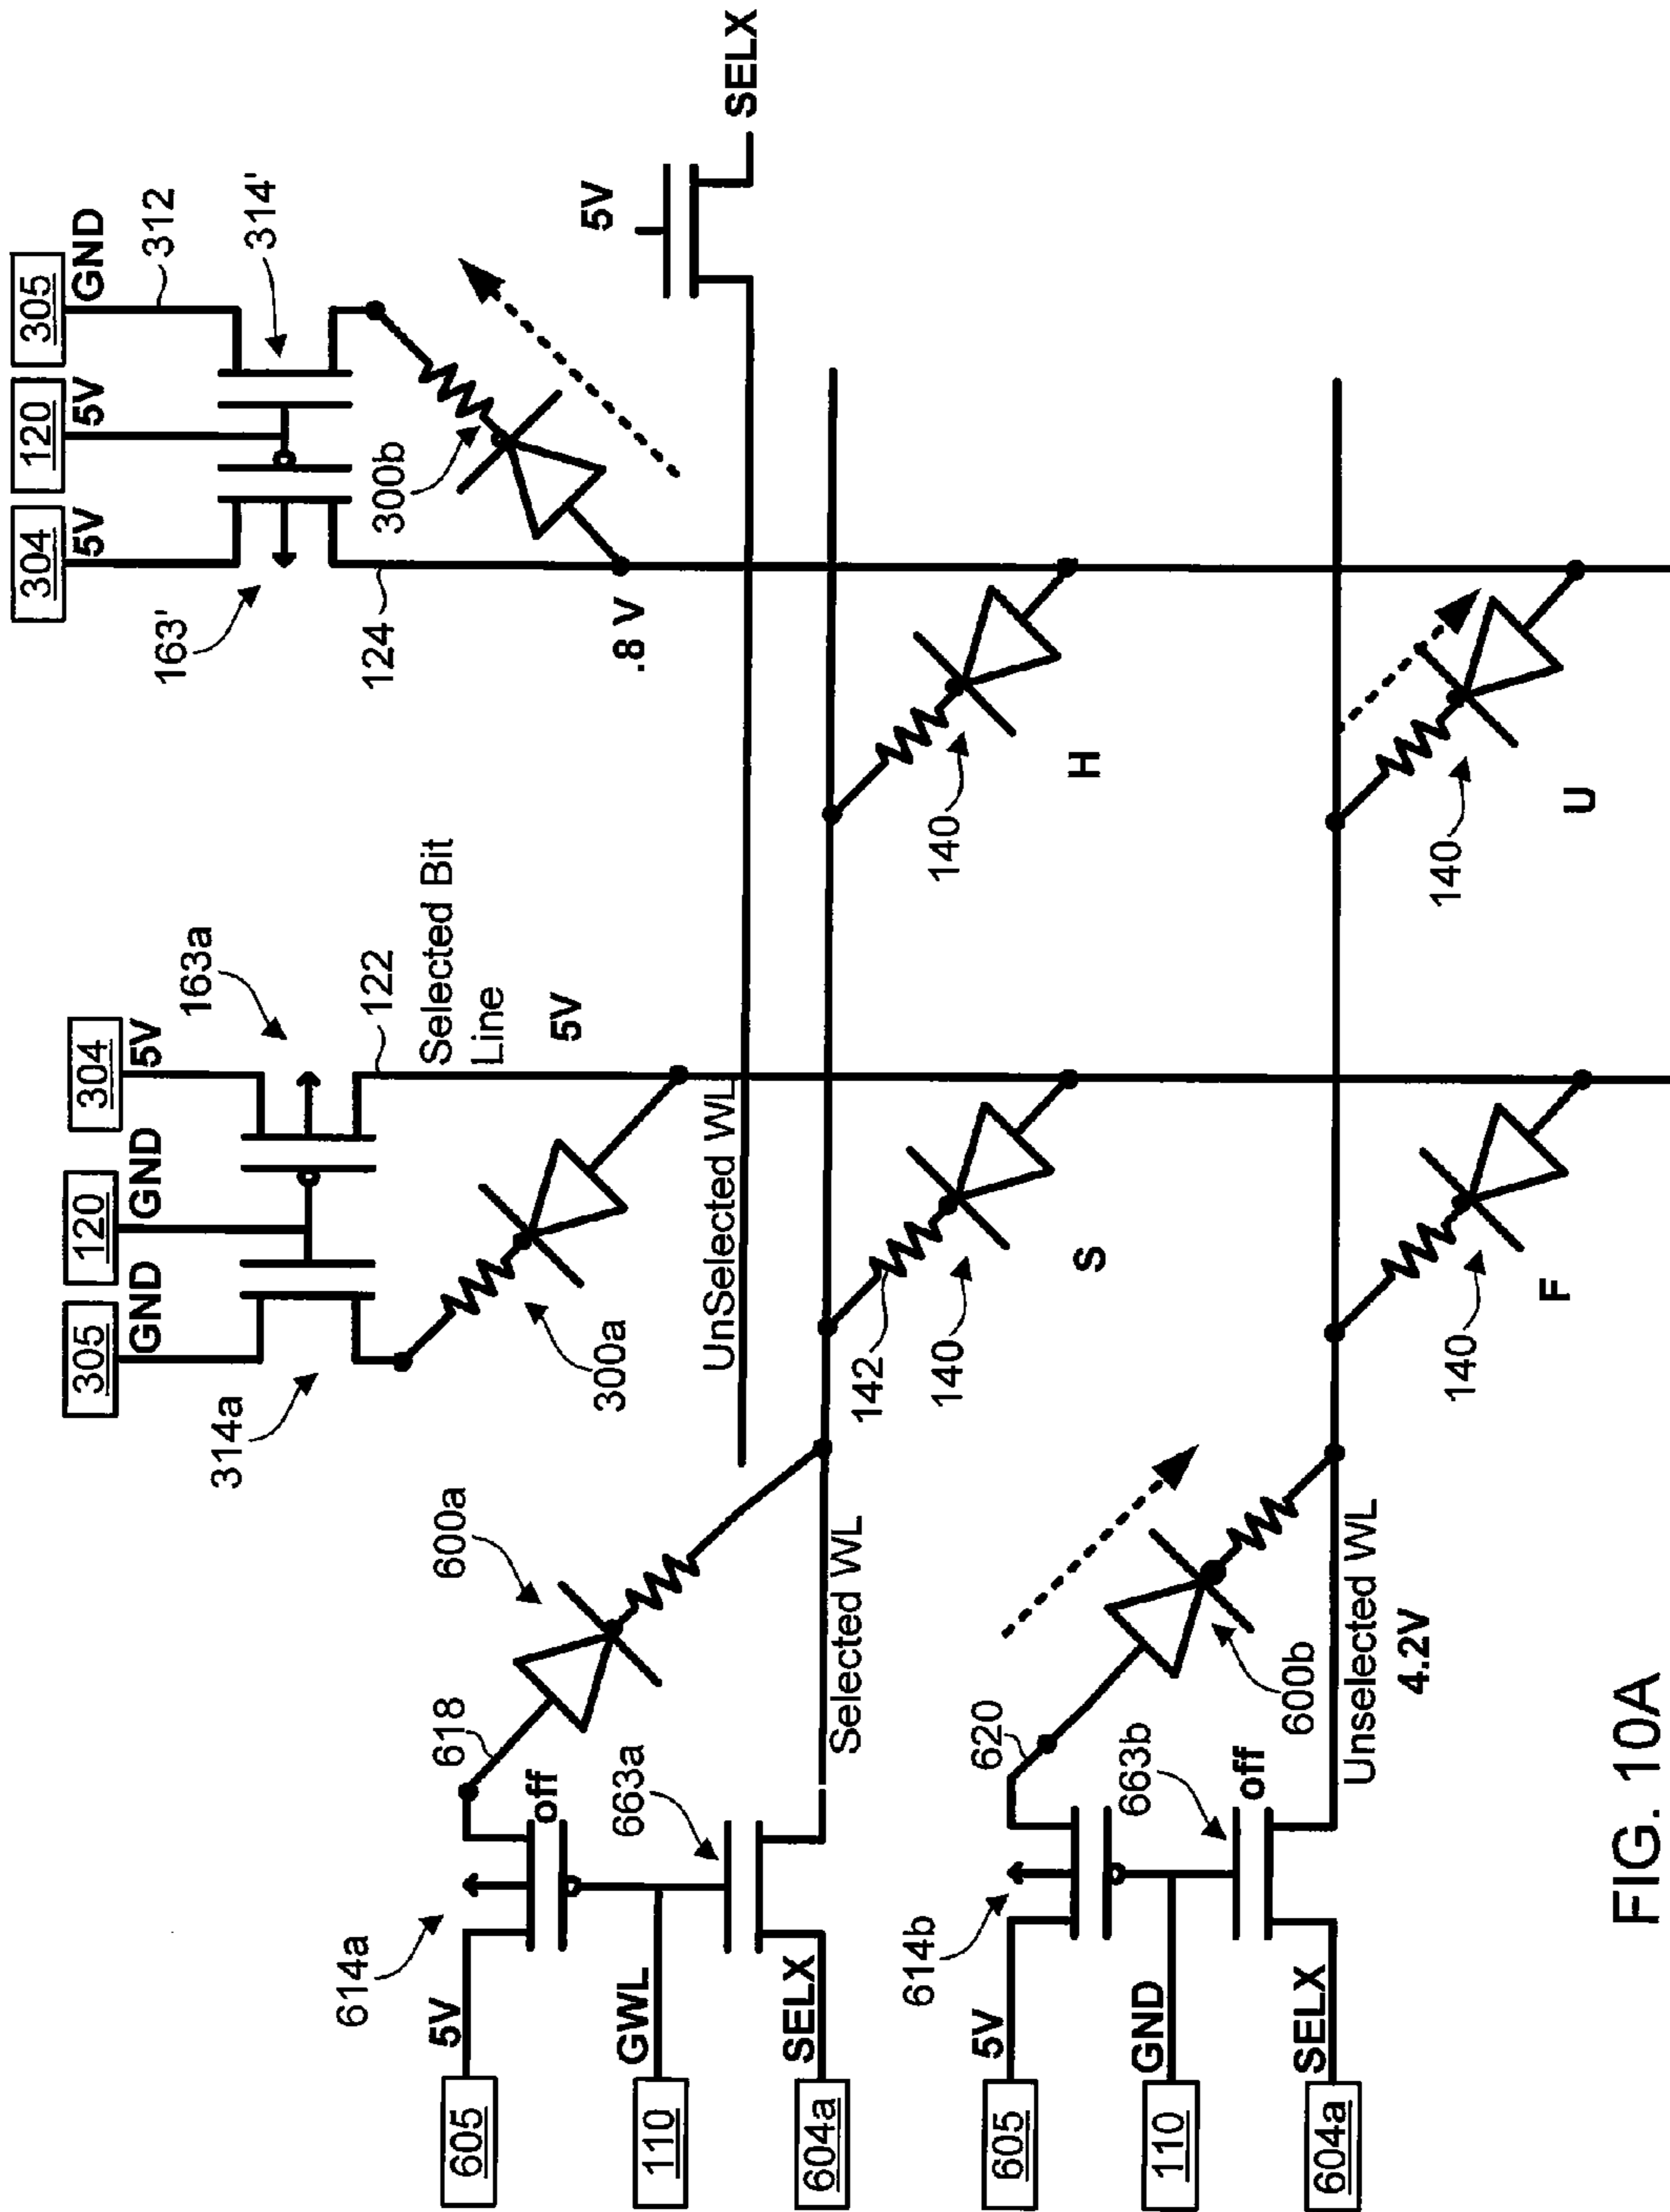 305
GND
120
GND
304
5V
314a
163a
122
Selected Bit
Line
5V
300a
304
5V
120
5V
305
GND
163'
312
314'
124
300b
.8 V
5V
SELX
UnSelected WL
605
5V
614a
off
618
600a
110
GWL
663a
604a
SELX
Selected WL
142
140
S
140
H
605
5V
614b
620
600b
110
GND
663b
off
604a
SELX
Unselected WL
4.2V
140
F
140
U
FIG. 10A